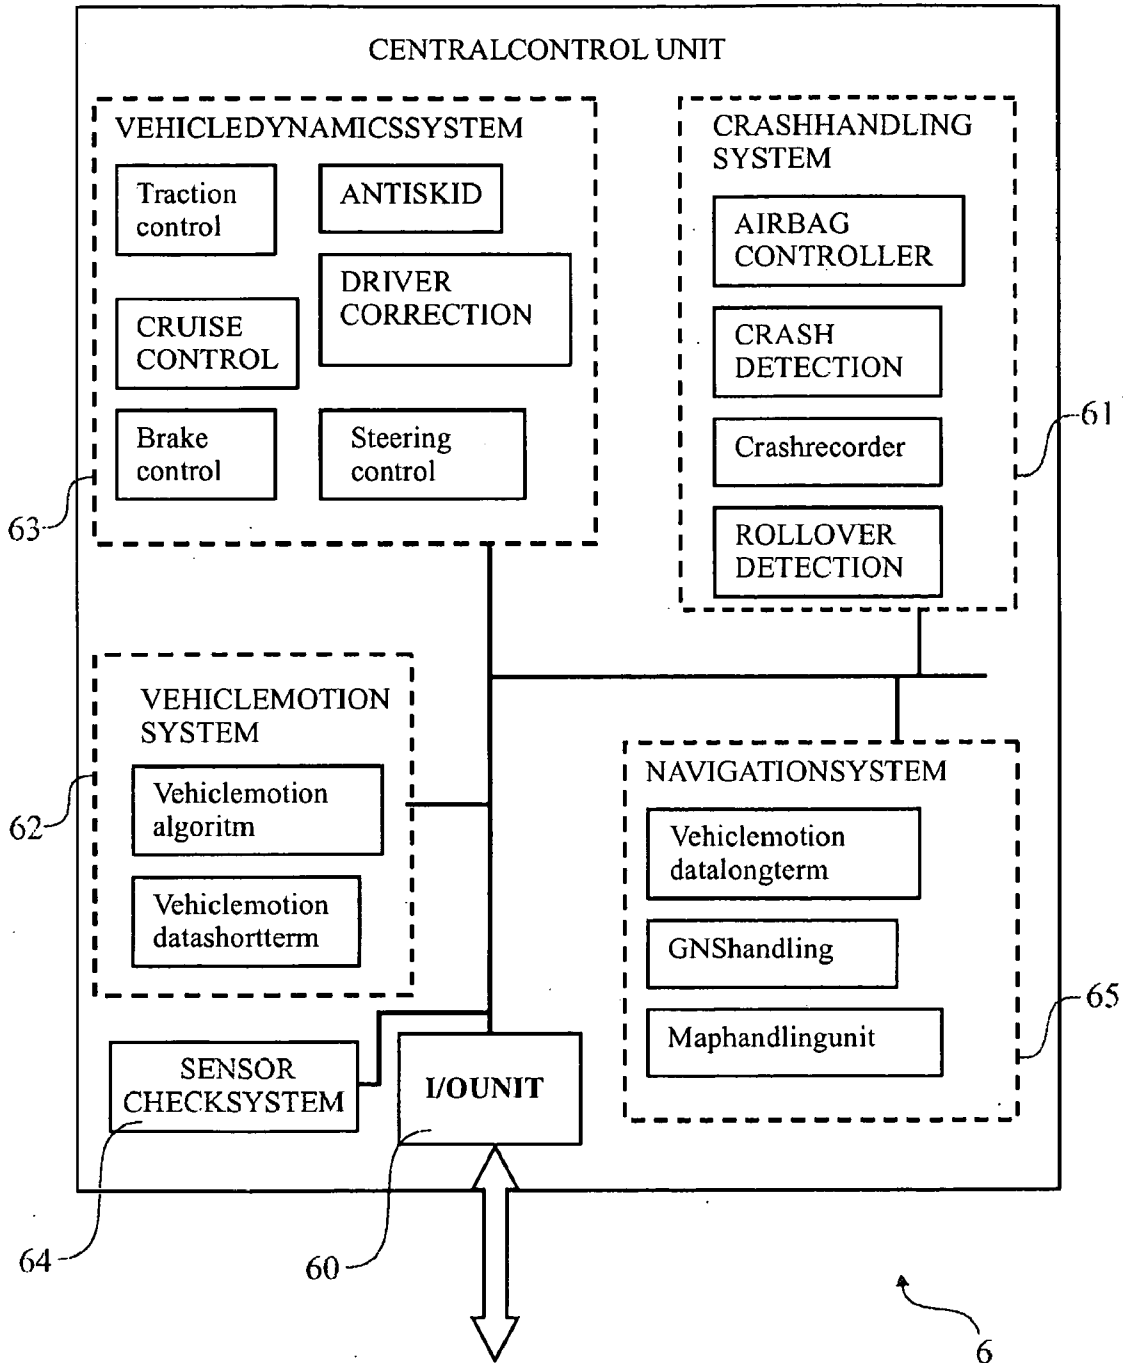 CENTRALCONTROL UNIT
VEHICLEDYNAMICSSYSTEM
Traction
control
ANTISKID
DRIVER
CORRECTION
CRUISE
CONTROL
Brake
control
Steering
control
63
CRASHHANDLING
SYSTEM
AIRBAG
CONTROLLER
CRASH
DETECTION
Crashrecorder
ROLLOVER
DETECTION
61
VEHICLEMOTION
SYSTEM
Vehiclemotion
algoritm
Vehiclemotion
datashortterm
62
NAVIGATIONSYSTEM
Vehiclemotion
datalongterm
GNShandling
Maphandlingunit
65
SENSOR
CHECKSYSTEM
I/OUNIT
64
60
6